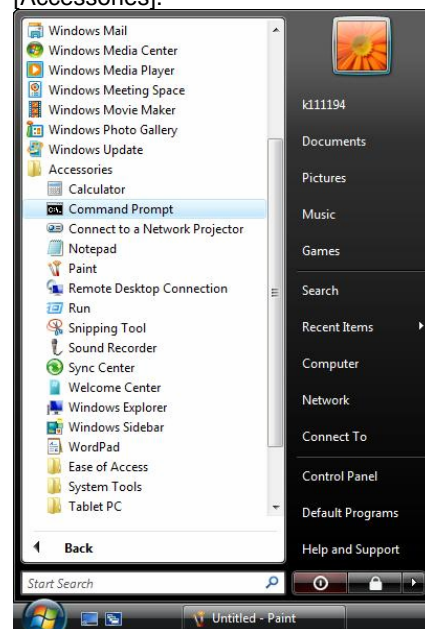 [Accessories].
Windows Mail
Windows Media Center
Windows Media Player
Windows Meeting Space
Windows Movie Maker
Windows Photo Gallery
Windows Update
Accessories
Calculator
Command Prompt
Connect to a Network Projector
Notepad
Paint
Remote Desktop Connection
Run
Snipping Tool
Sound Recorder
Sync Center
Welcome Center
Windows Explorer
Windows Sidebar
WordPad
Ease of Access
System Tools
Tablet PC
Back
Start Search
k111194
Documents
Pictures
Music
Games
Search
Recent Items
Computer
Network
Connect To
Control Panel
Default Programs
Help and Support
Untitled - Paint